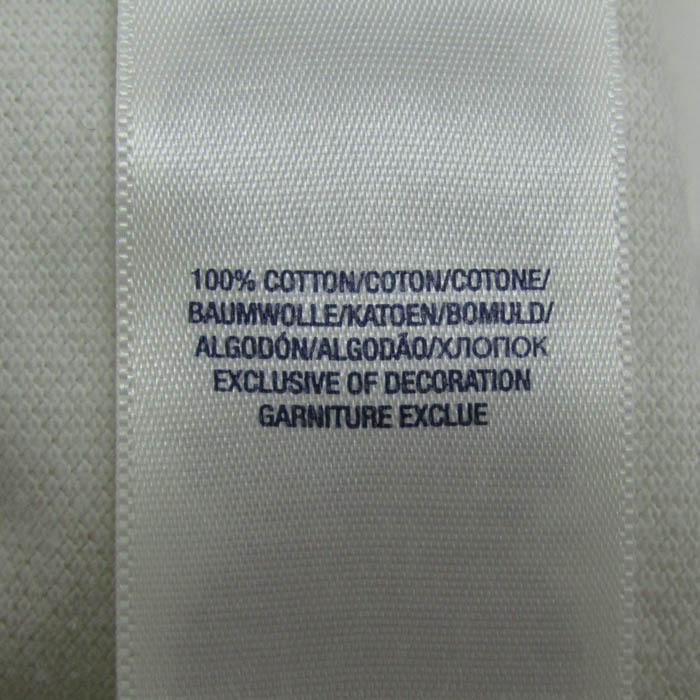 100% COTTON/COTON/COTONE/
BAUMWOLLE/KATOEN/BOMULD/
ALGODÓN/ALGODÃO/ХЛОПОК
EXCLUSIVE OF DECORATION
GARNITURE EXCLUE